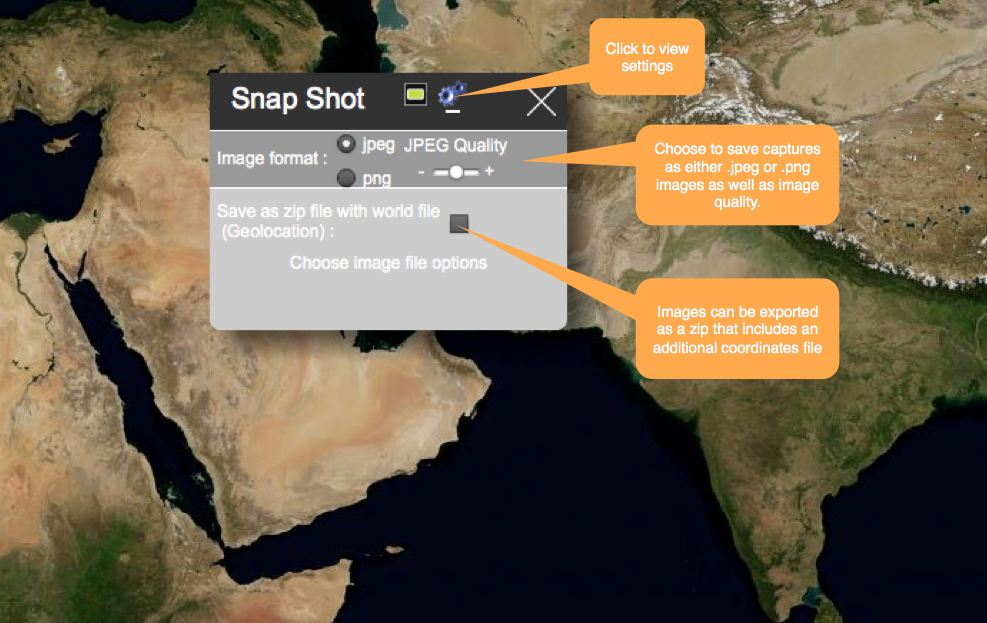 Click to view
settings
Snap Shot
Image format :
jpeg
JPEG Quality
- +
png
Choose to save captures
as either .jpeg or .png
images as well as image
quality.
Save as zip file with world file
(Geolocation) :
Choose image file options
Images can be exported
as a zip that includes an
additional coordinates file